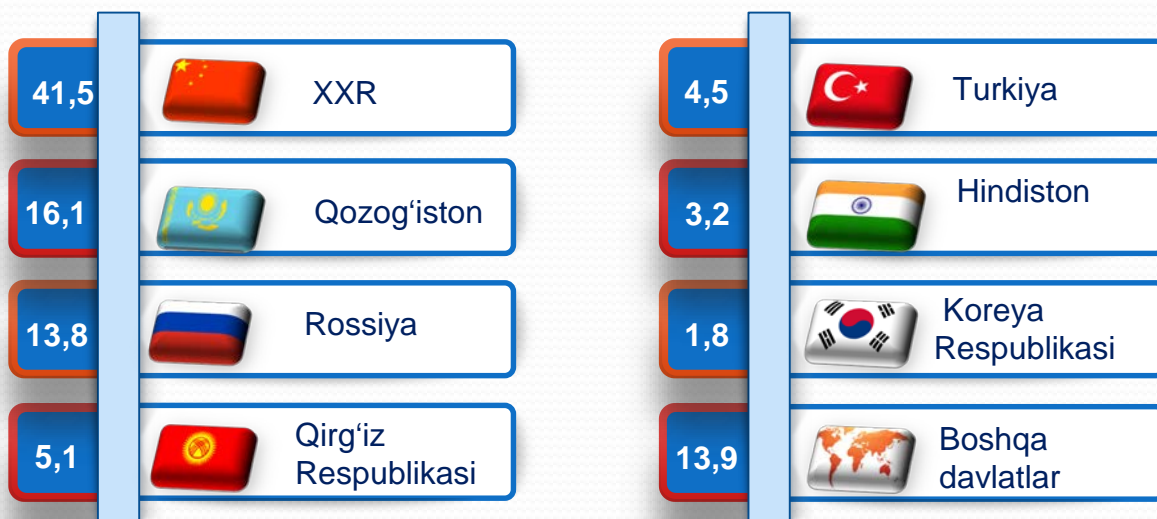 41,5
XXR
16,1
Qozog‘iston
13,8
Rossiya
5,1
Qirg‘iz
Respublikasi
4,5
Turkiya
3,2
Hindiston
1,8
Koreya
Respublikasi
13,9
Boshqa
davlatlar